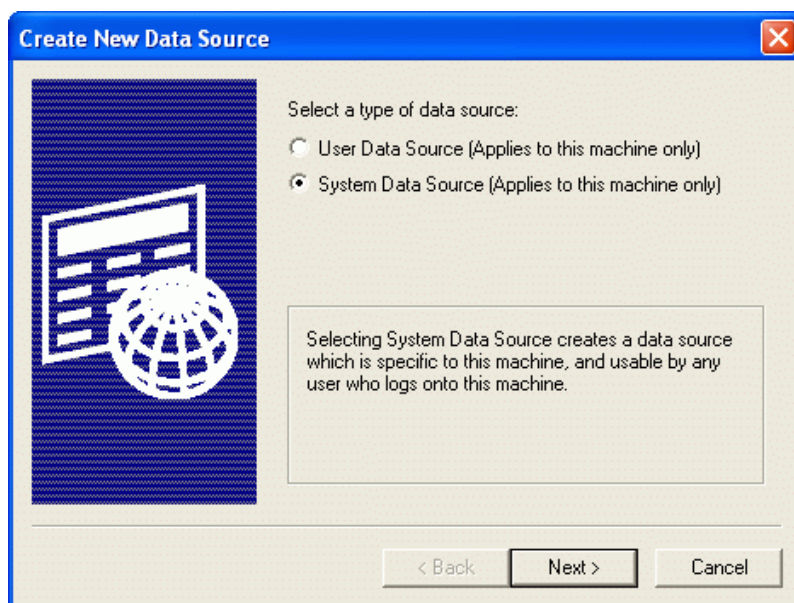 Create New Data Source
Select a type of data source:
User Data Source (Applies to this machine only)
System Data Source (Applies to this machine only)
Selecting System Data Source creates a data source
which is specific to this machine, and usable by any
user who logs onto this machine.
< Back
Next >
Cancel